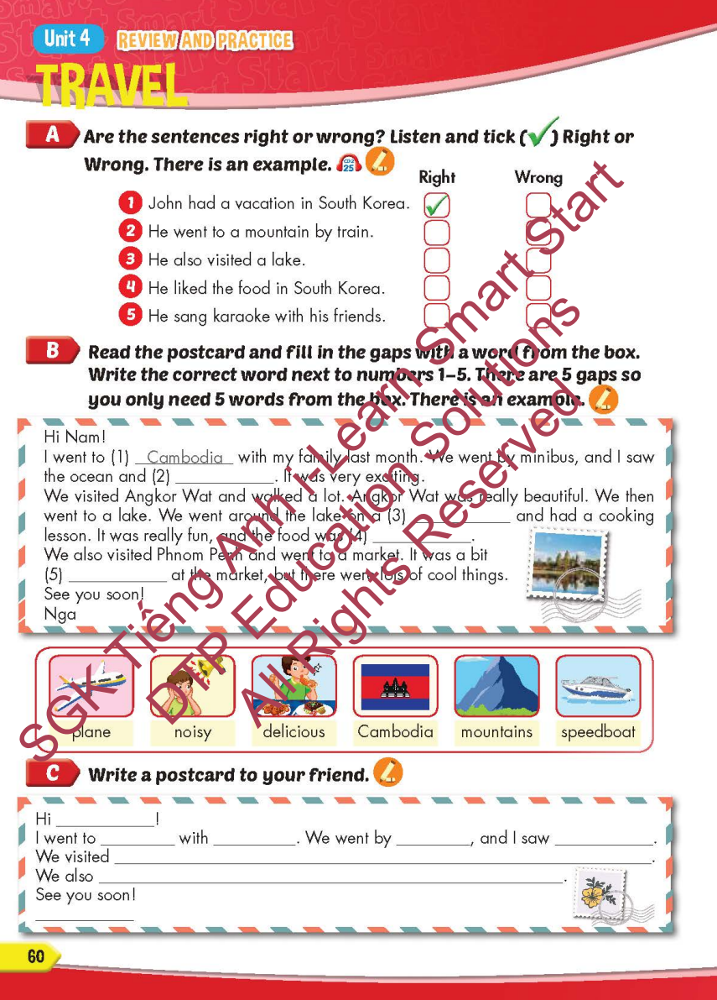 Unit 4 REVIEW AND PRACTICE
TRAVEL
A Are the sentences right or wrong? Listen and tick (✓) Right or
Wrong. There is an example. CD2 25
Right Wrong
1 John had a vacation in South Korea. ✓
2 He went to a mountain by train.
3 He also visited a lake.
4 He liked the food in South Korea.
5 He sang karaoke with his friends.
B Read the postcard and fill in the gaps with a word from the box.
Write the correct word next to numbers 1–5. There are 5 gaps so
you only need 5 words from the box. There is an example.
Hi Nam!
I went to (1) Cambodia with my family last month. We went by minibus, and I saw
the ocean and (2) ____________. It was very exciting.
We visited Angkor Wat and walked a lot. Angkor Wat was really beautiful. We then
went to a lake. We went around the lake on a (3) ____________ and had a cooking
lesson. It was really fun, and the food was (4) ____________.
We also visited Phnom Penh and went to a market. It was a bit
(5) ____________ at the market, but there were lots of cool things.
See you soon!
Nga
plane noisy delicious Cambodia mountains speedboat
C Write a postcard to your friend.
Hi ____________!
I went to _________ with __________. We went by _________, and I saw ____________.
We visited ____________.
We also ____________.
See you soon!
____________
60
SGK Tiếng Anh i-Learn Smart Start
DTP Education Solutions
All Rights Reserved